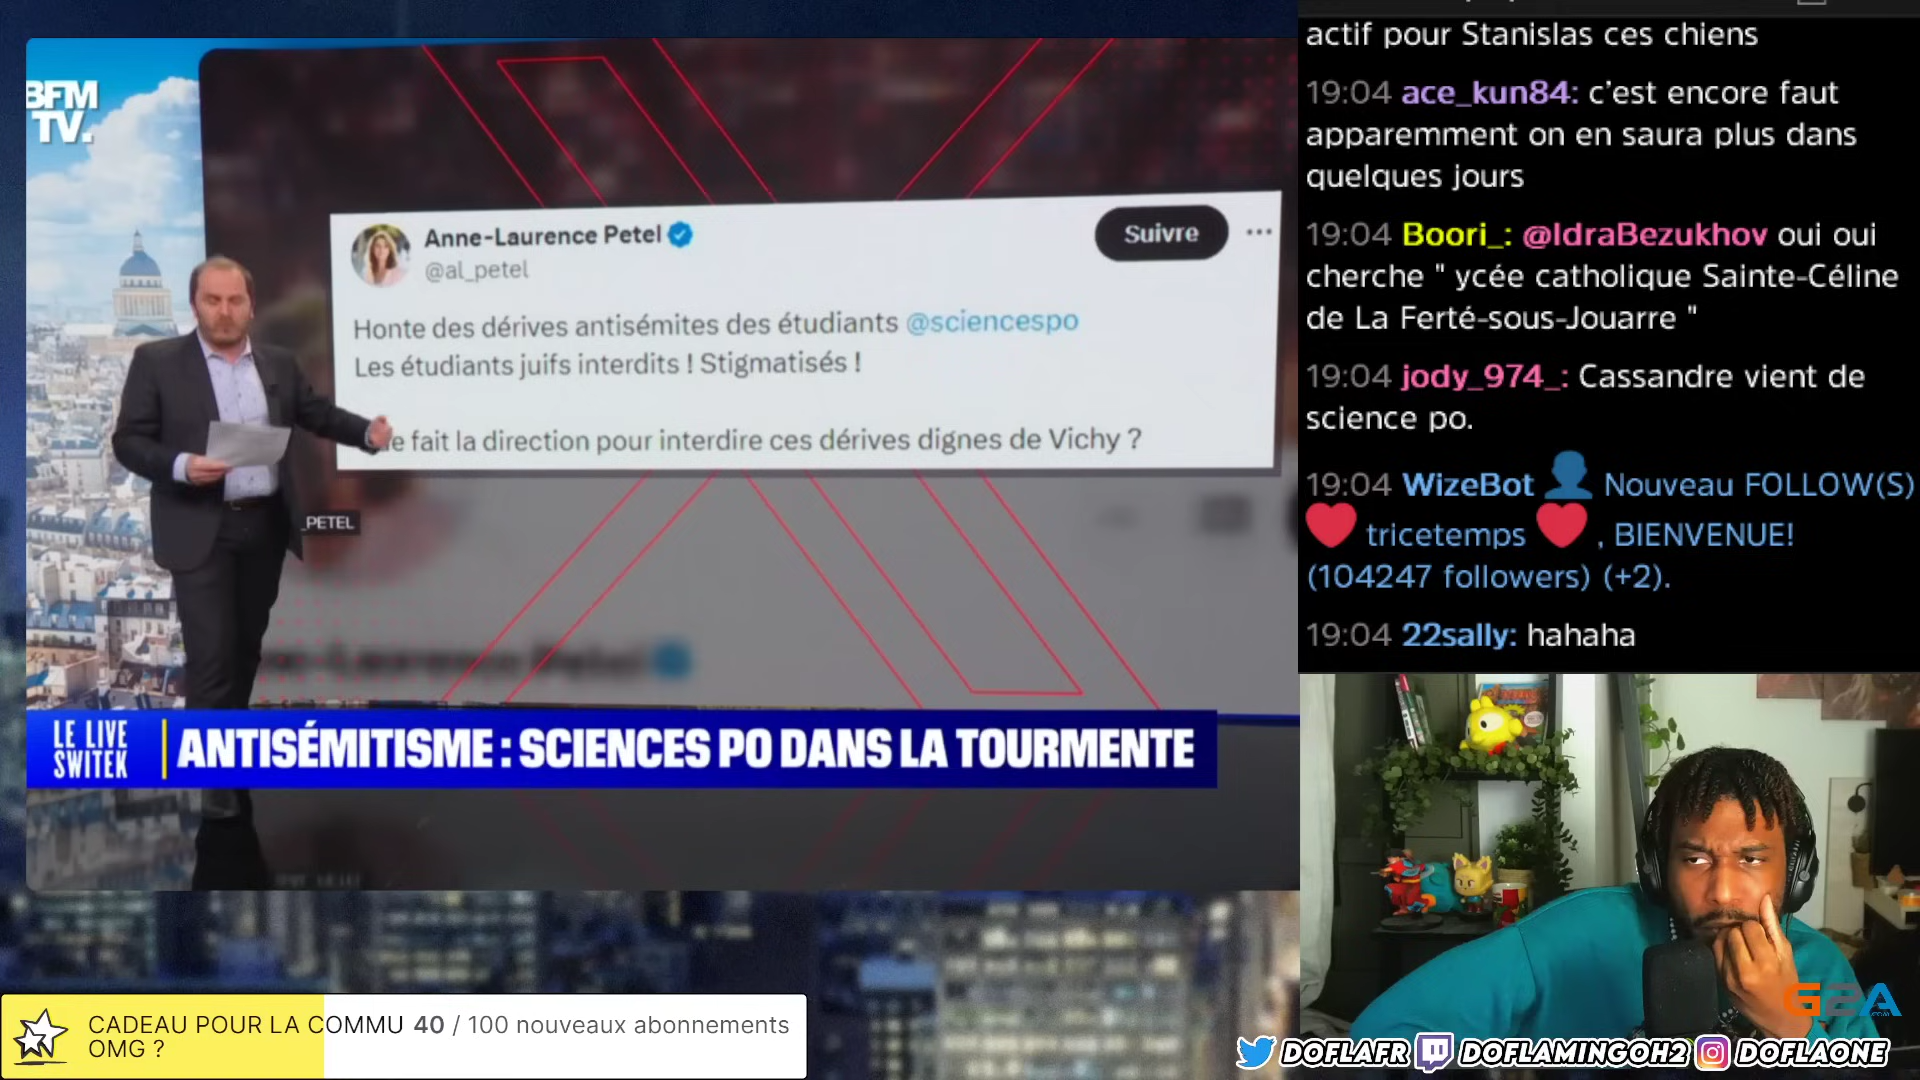 BFM
TV.
Anne-Laurence Petel
@al_petel
Suivre
Honte des dérives antisémites des étudiants @sciencespo
Les étudiants juifs interdits ! Stigmatisés !
e fait la direction pour interdire ces dérives dignes de Vichy ?
_PETEL
LE LIVE
SWITEK
ANTISÉMITISME : SCIENCES PO DANS LA TOURMENTE
actif pour Stanislas ces chiens
19:04 ace_kun84: c'est encore faut
apparemment on en saura plus dans
quelques jours
19:04 Boori_: @IdraBezukhov oui oui
cherche " ycée catholique Sainte-Céline
de La Ferté-sous-Jouarre "
19:04 jody_974_: Cassandre vient de
science po.
19:04 WizeBot Nouveau FOLLOW(S)
tricetemps , BIENVENUE!
(104247 followers) (+2).
19:04 22sally: hahaha
CADEAU POUR LA COMMU 40 / 100 nouveaux abonnements
OMG ?
G2A
.COM
DOFLAFR DOFLAMINGOH2 DOFLAONE